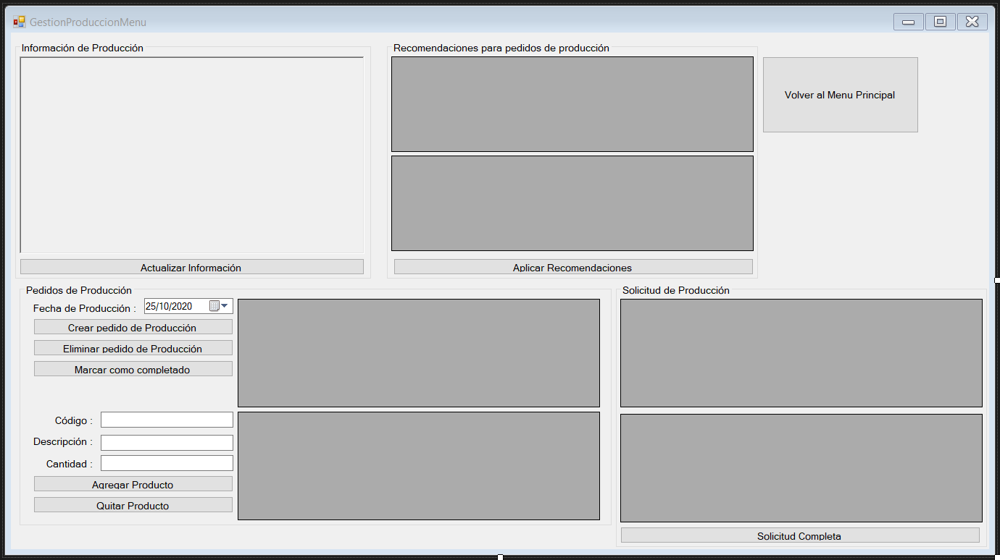 GestionProduccionMenu
Información de Producción
Recomendaciones para pedidos de producción
Volver al Menu Principal
Actualizar Información
Aplicar Recomendaciones
Pedidos de Producción
Fecha de Producción : 25/10/2020
Crear pedido de Producción
Eliminar pedido de Producción
Marcar como completado
Código :
Descripción :
Cantidad :
Agregar Producto
Quitar Producto
Solicitud de Producción
Solicitud Completa